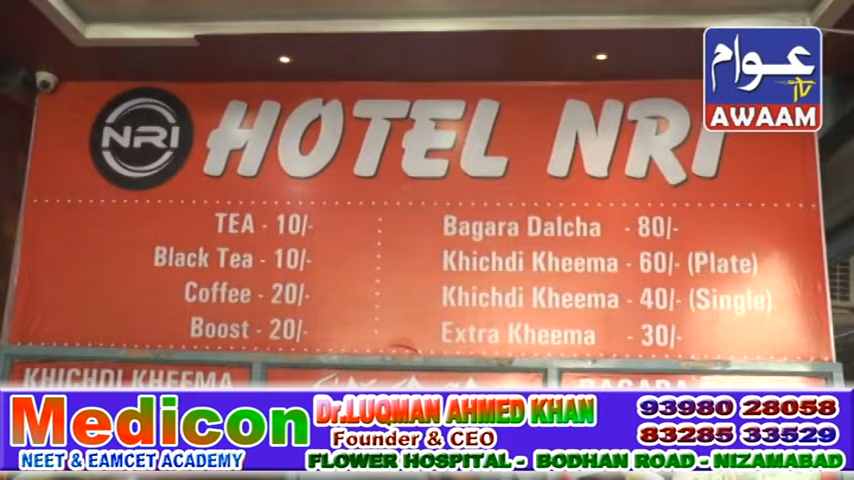 عوام
TV
AWAAM
NRI
HOTEL NRI
TEA - 10/-
Black Tea - 10/-
Coffee - 20/-
Boost - 20/-
Bagara Dalcha - 80/-
Khichdi Kheema - 60/- (Plate)
Khichdi Kheema - 40/- (Single)
Extra Kheema - 30/-
KHICHDI KHEEMA
BAGARA
Medicon
NEET & EAMCET ACADEMY
Dr.LUQMAN AHMED KHAN
Founder & CEO
93980 28058
83285 33529
FLOWER HOSPITAL - BODHAN ROAD - NIZAMABAD